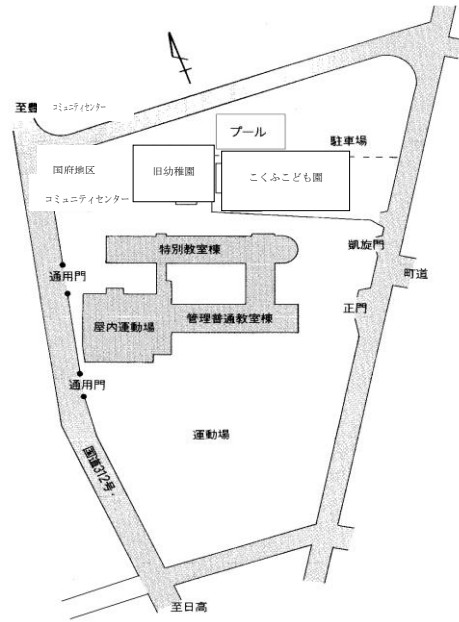 至豊
コミュニティセンター
プール
駐車場
国府地区
コミュニティセンター
旧幼稚園
こくふこども園
特別教室棟
凱旋門
町道
通用門
正門
屋内運動場
管理普通教室棟
通用門
運動場
国道312号
至日高